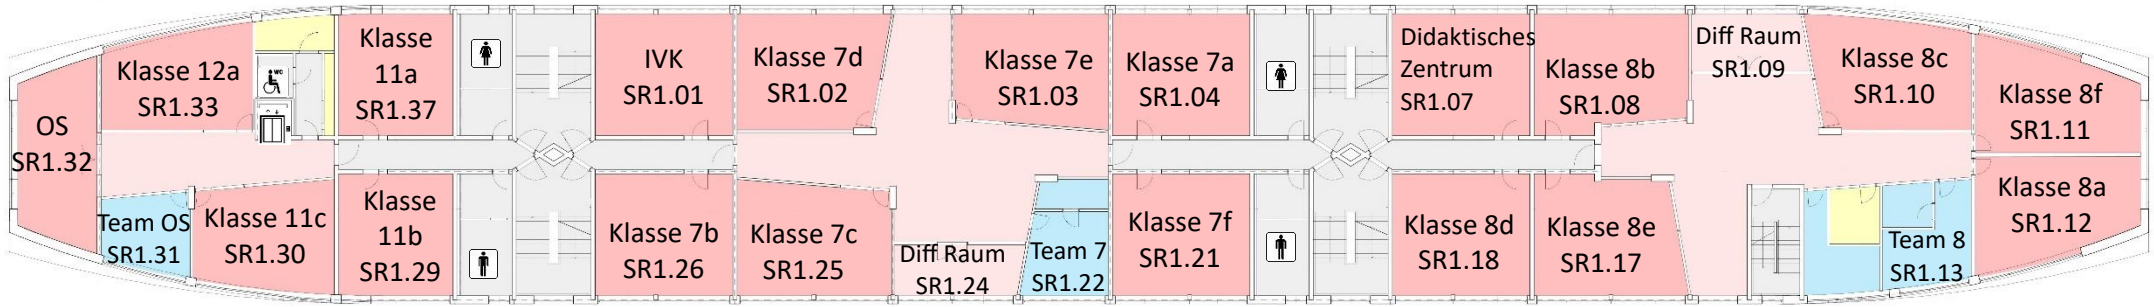 Klasse 12a
SR1.33
WC
Klasse
11a
SR1.37
IVK
SR1.01
Klasse 7d
SR1.02
Klasse 7e
SR1.03
Klasse 7a
SR1.04
Didaktisches
Zentrum
SR1.07
Klasse 8b
SR1.08
Diff Raum
SR1.09
Klasse 8c
SR1.10
Klasse 8f
SR1.11
OS
SR1.32
Team OS
SR1.31
Klasse 11c
SR1.30
Klasse
11b
SR1.29
Klasse 7b
SR1.26
Klasse 7c
SR1.25
Diff Raum
SR1.24
Team 7
SR1.22
Klasse 7f
SR1.21
Klasse 8d
SR1.18
Klasse 8e
SR1.17
Team 8
SR1.13
Klasse 8a
SR1.12